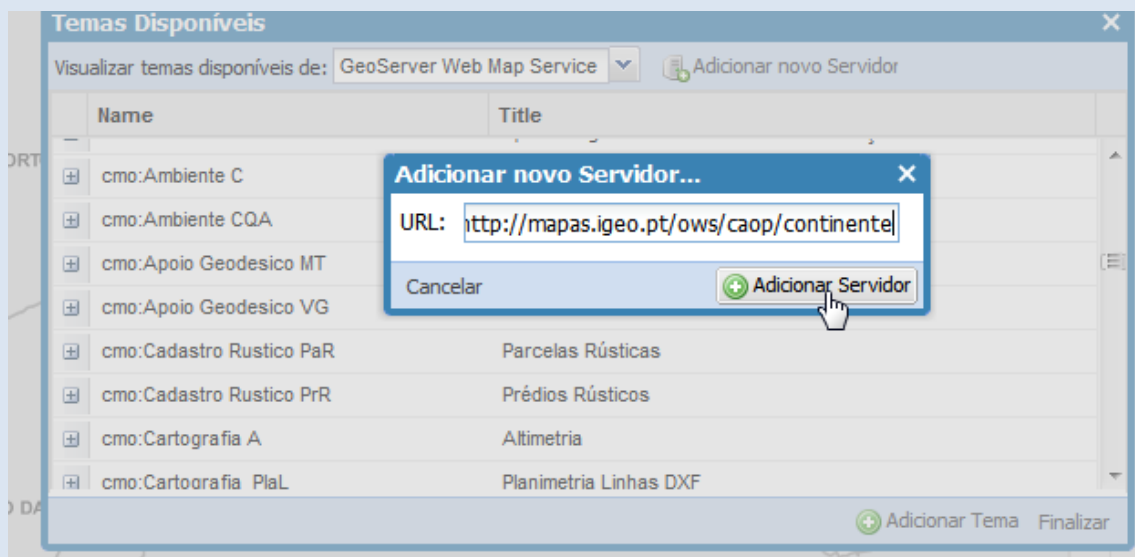 Temas Disponíveis
Visualizar temas disponíveis de: GeoServer Web Map Service Adicionar novo Servidor
Name Title
cmo:Ambiente C
cmo:Ambiente CQA
cmo:Apoio Geodesico MT
cmo:Apoio Geodesico VG
cmo:Cadastro Rustico PaR Parcelas Rústicas
cmo:Cadastro Rustico PrR Prédios Rústicos
cmo:Cartografia A Altimetria
cmo:Cartografia PlaL Planimetria Linhas DXF
Adicionar novo Servidor...
URL: http://mapas.igeo.pt/ows/caop/continente
Cancelar Adicionar Servidor
Adicionar Tema Finalizar